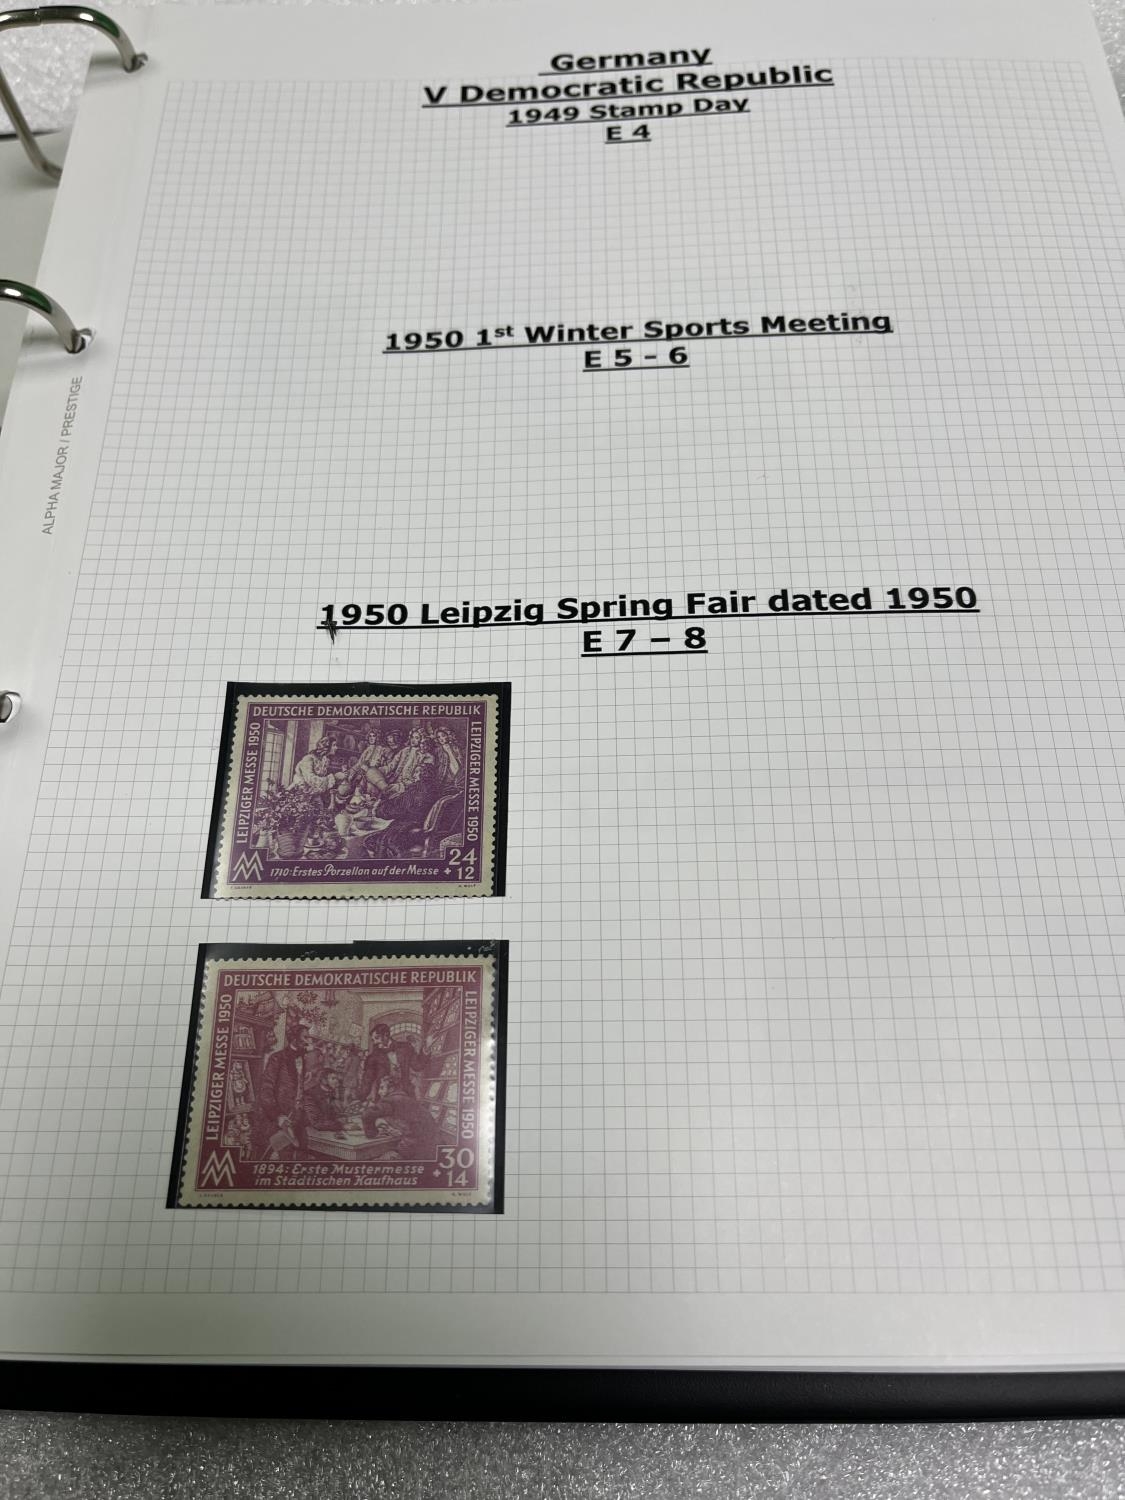 Germany
V Democratic Republic
1949 Stamp Day
E 4
1950 1st Winter Sports Meeting
E 5 - 6
ALPHA MAJOR / PRESTIGE
1950 Leipzig Spring Fair dated 1950
E 7 – 8
DEUTSCHE DEMOKRATISCHE REPUBLIK
LEIPZIGER MESSE 1950
LEIPZIGER MESSE 1950
1710: Erstes Porzellan auf der Messe
24
+ 12
DEUTSCHE DEMOKRATISCHE REPUBLIK
LEIPZIGER MESSE 1950
LEIPZIGER MESSE 1950
1894: Erste Mustermesse
im Städtischen Kaufhaus
30
+ 14